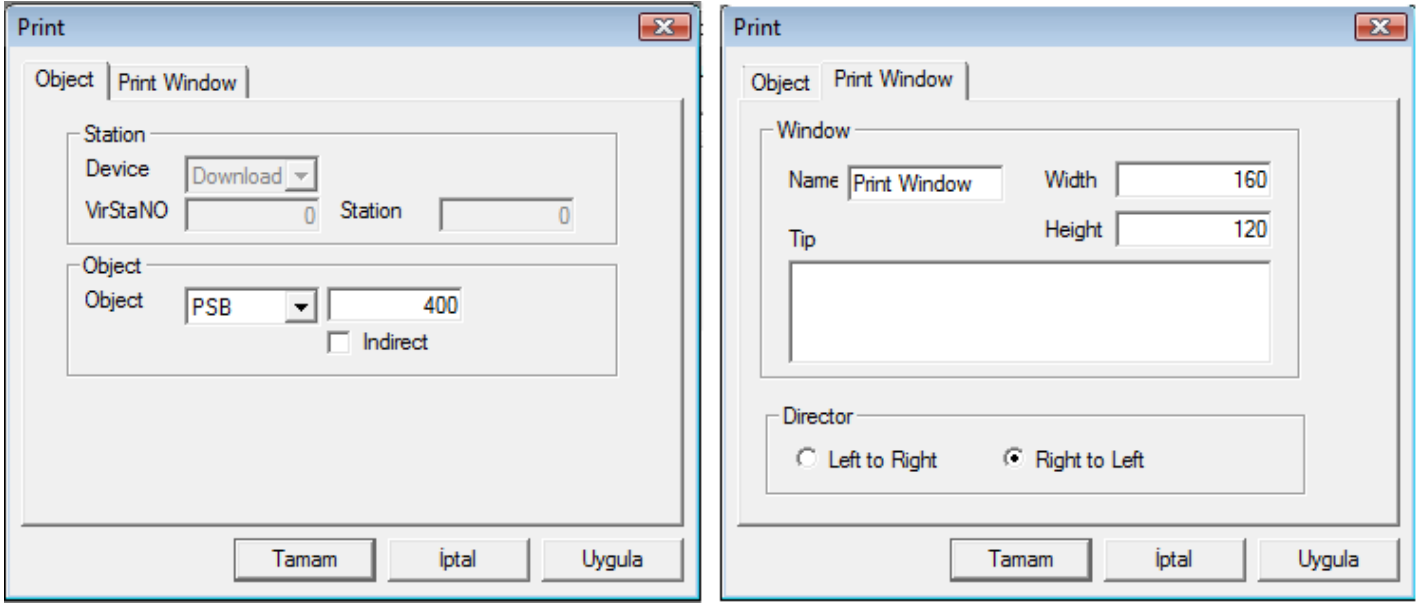 Print
Object Print Window
Station
Device Download
VirStaNO 0 Station 0
Object
Object PSB 400
Indirect
Tamam İptal Uygula
Print
Object Print Window
Window
Name Print Window Width 160
Height 120
Tip
Director
Left to Right Right to Left
Tamam İptal Uygula